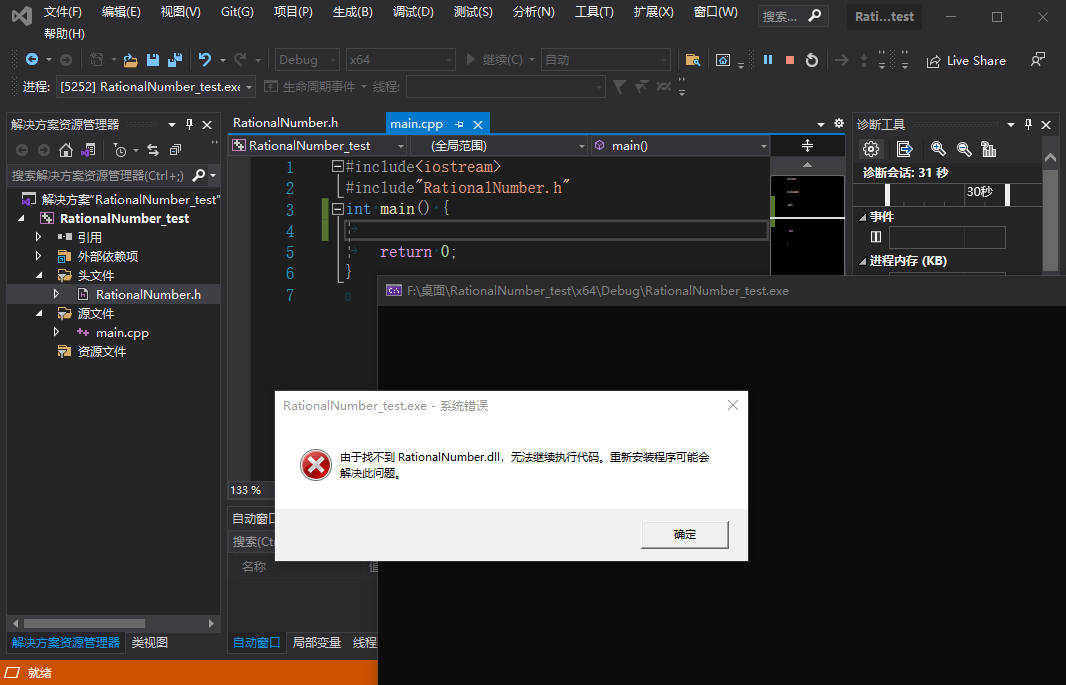 文件(F) 编辑(E) 视图(V) Git(G) 项目(P) 生成(B) 调试(D) 测试(S) 分析(N) 工具(T) 扩展(X) 窗口(W) 搜索... Rati...test
帮助(H)
Debug x64 继续(C) 自动 Live Share
进程: [5252] RationalNumber_test.exe 生命周期事件 线程:
解决方案资源管理器
搜索解决方案资源管理器(Ctrl+;)
解决方案"RationalNumber_test"
RationalNumber_test
引用
外部依赖项
头文件
RationalNumber.h
源文件
main.cpp
资源文件
解决方案资源管理器 类视图
RationalNumber.h main.cpp
RationalNumber_test (全局范围) main()
1 #include<iostream>
2 #include"RationalNumber.h"
3 int main() {
4
5 return 0;
6 }
7
133 %
自动窗口
搜索(Ct
名称 值
自动窗口 局部变量 线程
诊断工具
诊断会话: 31 秒
30秒
事件
进程内存 (KB)
F:\桌面\RationalNumber_test\x64\Debug\RationalNumber_test.exe
RationalNumber_test.exe - 系统错误
由于找不到 RationalNumber.dll，无法继续执行代码。重新安装程序可能会
解决此问题。
确定
就绪